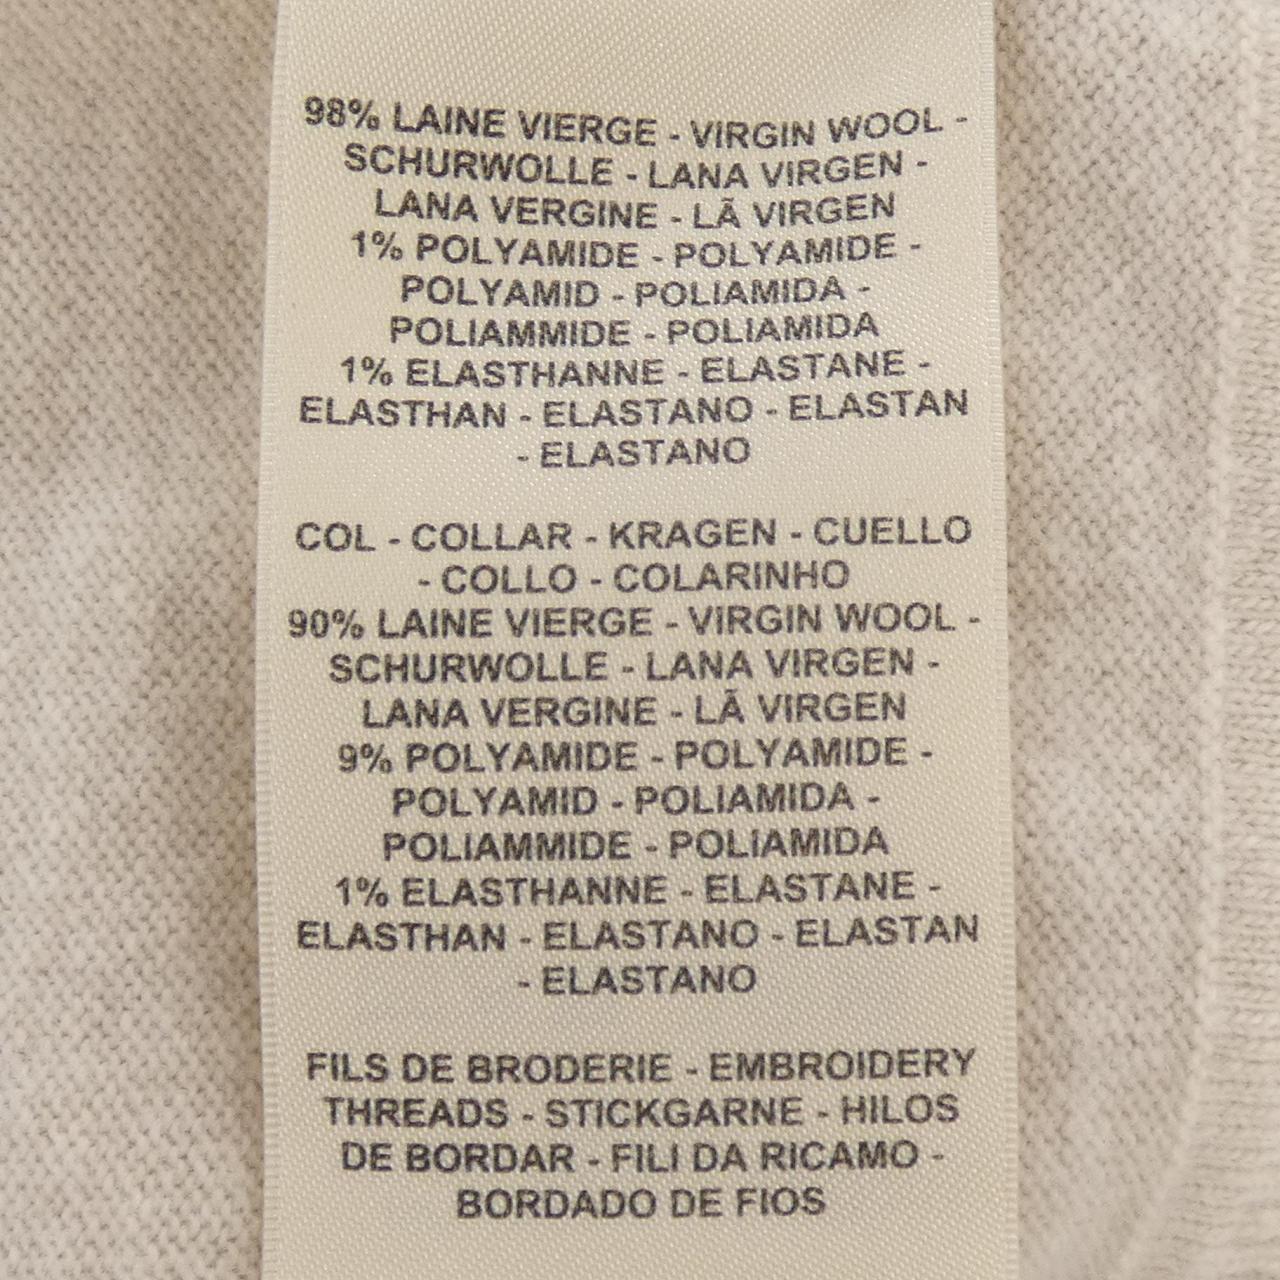 98% LAINE VIERGE - VIRGIN WOOL -
SCHURWOLLE - LANA VIRGEN -
LANA VERGINE - LÃ VIRGEN
1% POLYAMIDE - POLYAMIDE -
POLYAMID - POLIAMIDA -
POLIAMMIDE - POLIAMIDA
1% ELASTHANNE - ELASTANE -
ELASTHAN - ELASTANO - ELASTAN
- ELASTANO
COL - COLLAR - KRAGEN - CUELLO
- COLLO - COLARINHO
90% LAINE VIERGE - VIRGIN WOOL -
SCHURWOLLE - LANA VIRGEN -
LANA VERGINE - LÃ VIRGEN
9% POLYAMIDE - POLYAMIDE -
POLYAMID - POLIAMIDA -
POLIAMMIDE - POLIAMIDA
1% ELASTHANNE - ELASTANE -
ELASTHAN - ELASTANO - ELASTAN
- ELASTANO
FILS DE BRODERIE - EMBROIDERY
THREADS - STICKGARNE - HILOS
DE BORDAR - FILI DA RICAMO -
BORDADO DE FIOS